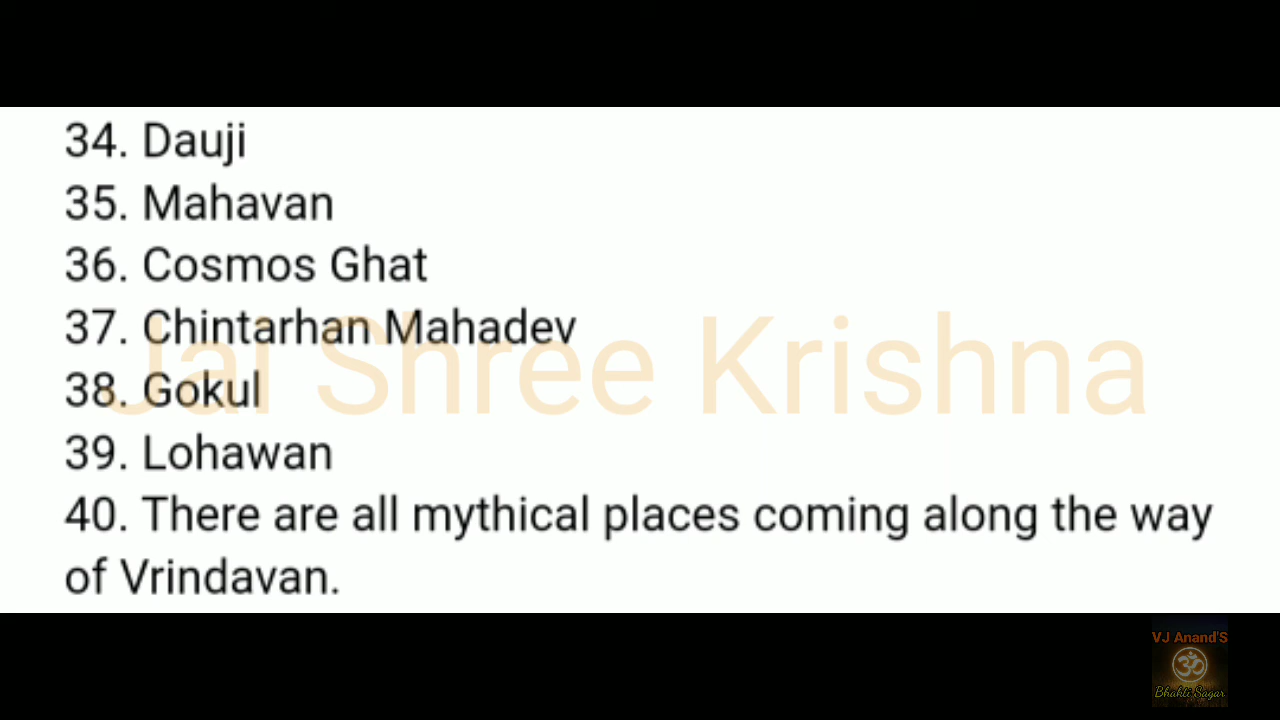 34. Dauji
35. Mahavan
36. Cosmos Ghat
37. Chintarhan Mahadev
Jai Shree Krishna
38. Gokul
39. Lohawan
40. There are all mythical places coming along the way
of Vrindavan.
VJ Anand'S
ॐ
Bhakti Sagar